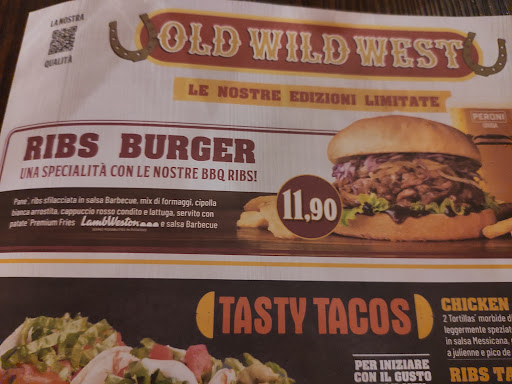 LA NOSTRA
QUALITÀ
OLD WILD WEST
LE NOSTRE EDIZIONI LIMITATE
PERONI
RIBS BURGER
UNA SPECIALITÀ CON LE NOSTRE BBQ RIBS!
Pane*, ribs sfilacciata in salsa Barbecue, mix di formaggi, cipolla
bianca arrostita, cappuccio rosso condito e lattuga, servito con
patate* Premium Fries LambWeston e salsa Barbecue
11,90
TASTY TACOS
CHICKEN
2 Tortillas* morbide d
leggermente speziat
in salsa Messicana,
a julienne e pico de
PER INIZIARE
CON IL GUSTO
RIBS TA